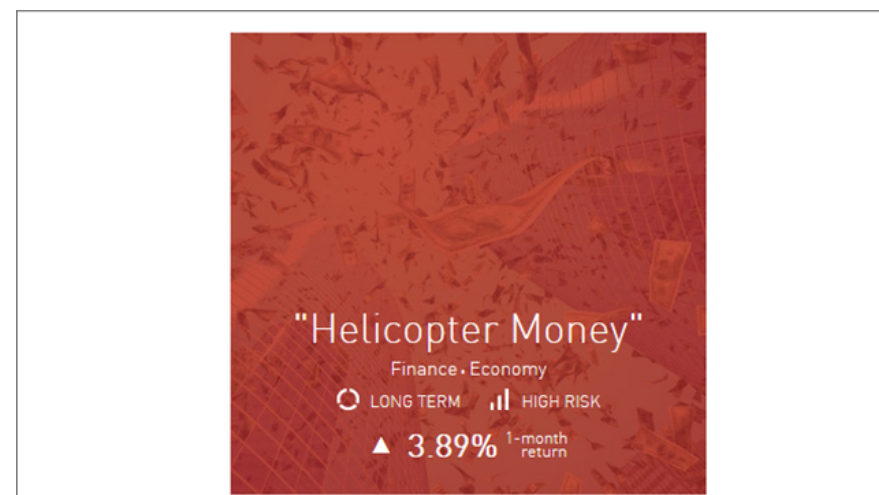 "Helicopter Money"
Finance • Economy
LONG TERM HIGH RISK
▲ 3.89% 1-month return